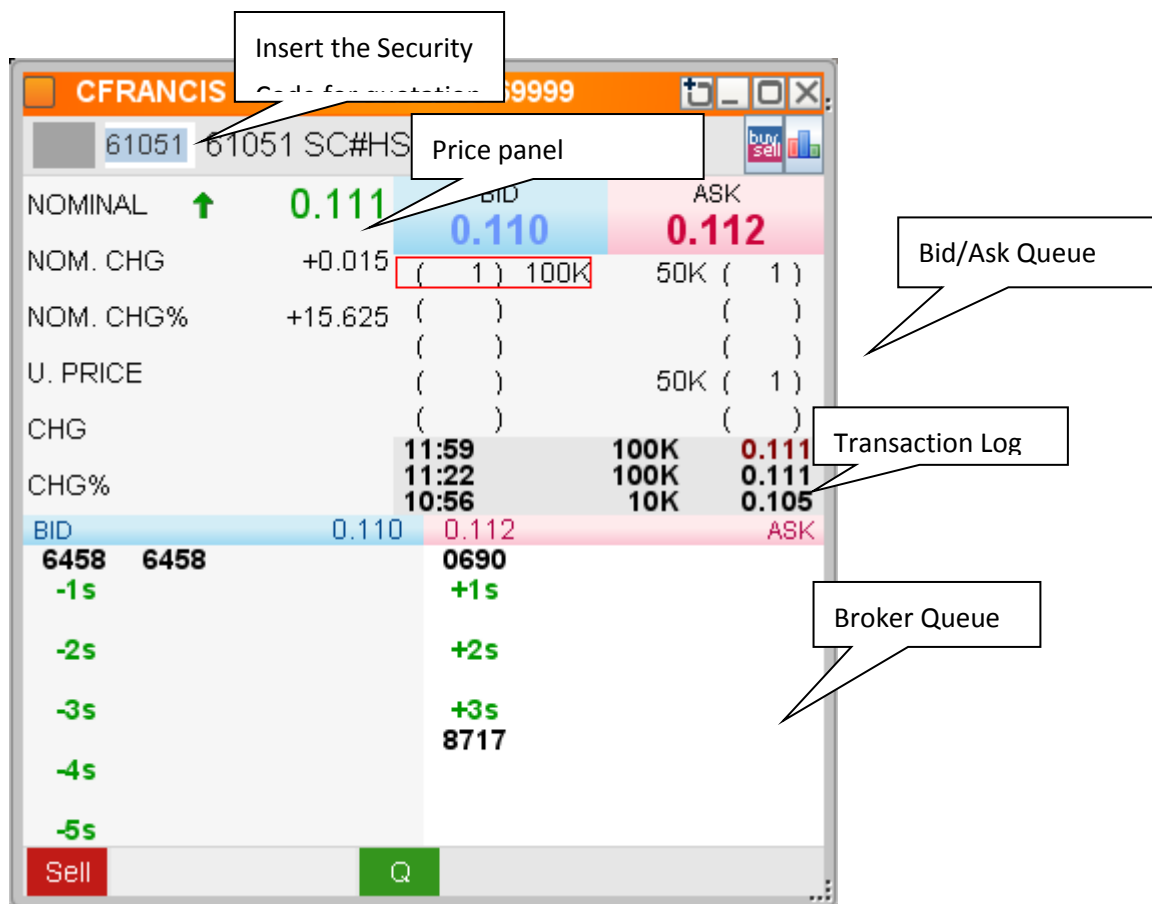 Insert the Security
Code for quotation
CFRANCIS 69999
61051 61051 SC#HS
Price panel
buy
sell
NOMINAL 0.111
BID ASK
0.110 0.112
NOM. CHG +0.015
( 1 ) 100K 50K ( 1 )
NOM. CHG% +15.625 ( ) ( )
( ) ( )
U. PRICE
( ) 50K ( 1 )
CHG ( ) ( )
11:59 100K 0.111
CHG% 11:22 100K 0.111
10:56 10K 0.105
Bid/Ask Queue
Transaction Log
BID 0.110 0.112 ASK
6458 6458 0690
-1s +1s
Broker Queue
-2s +2s
-3s +3s
8717
-4s
-5s
Sell Q